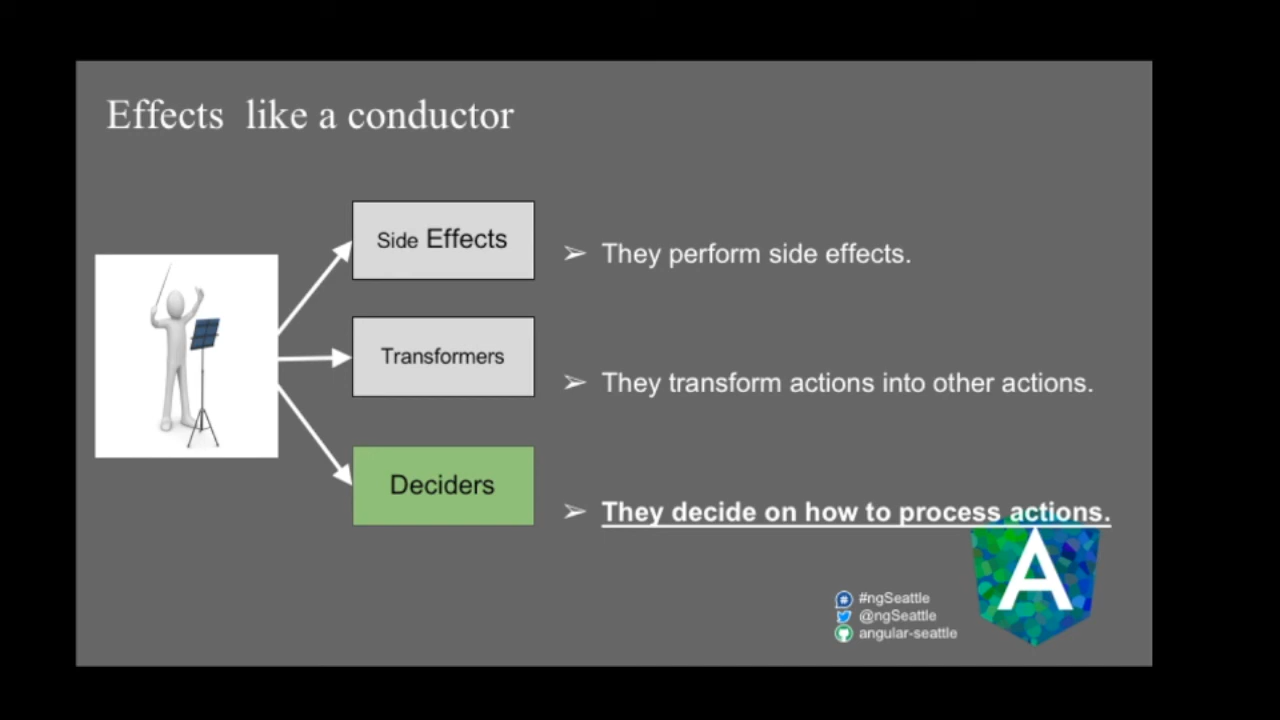 Effects like a conductor
Side Effects
➢ They perform side effects.
Transformers
➢ They transform actions into other actions.
Deciders
➢ They decide on how to process actions.
A
#
#ngSeattle
@ngSeattle
angular-seattle